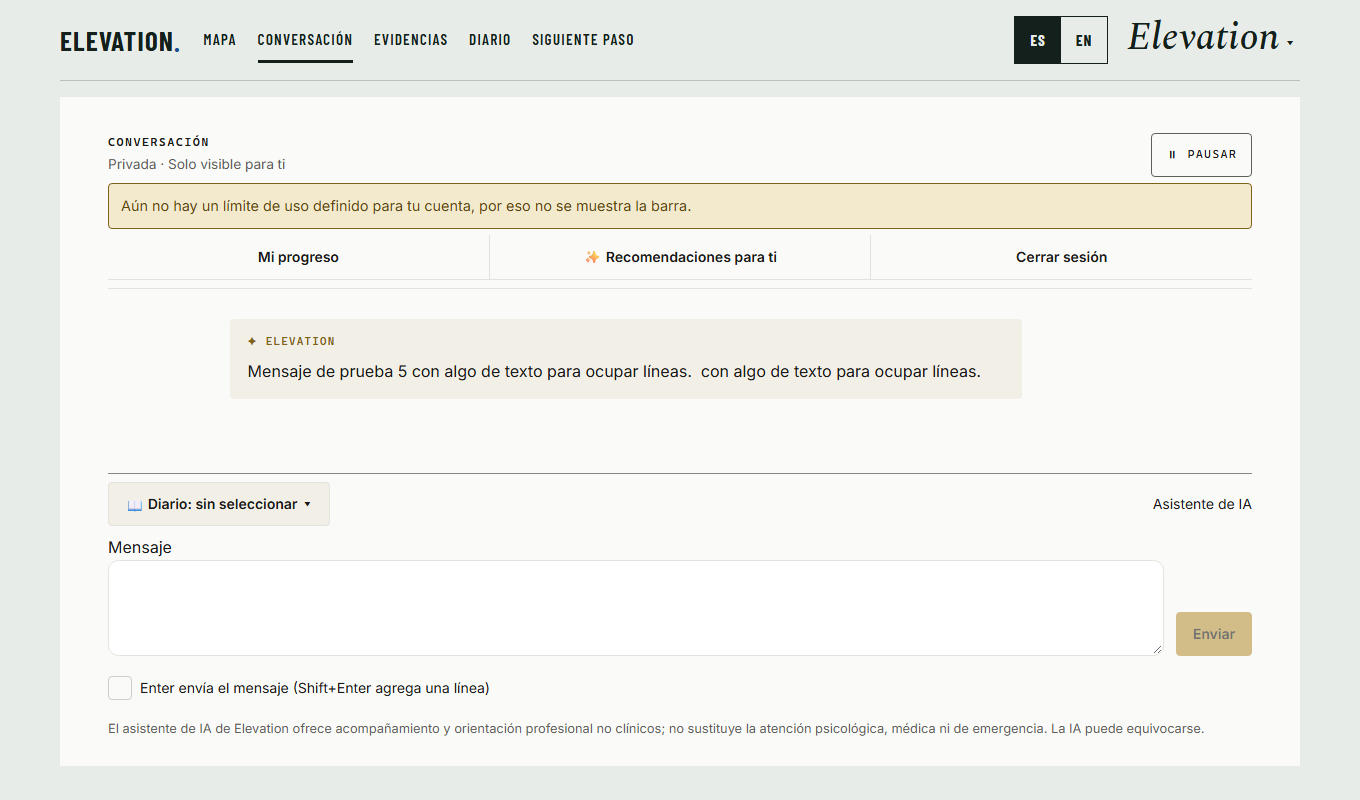 ELEVATION.
MAPA
CONVERSACIÓN
EVIDENCIAS
DIARIO
SIGUIENTE PASO
ES
EN
Elevation
CONVERSACIÓN
Privada · Solo visible para ti
PAUSAR
Aún no hay un límite de uso definido para tu cuenta, por eso no se muestra la barra.
Mi progreso
✨ Recomendaciones para ti
Cerrar sesión
✦ ELEVATION
Mensaje de prueba 5 con algo de texto para ocupar líneas.  con algo de texto para ocupar líneas.
📖 Diario: sin seleccionar
Asistente de IA
Mensaje
Enviar
Enter envía el mensaje (Shift+Enter agrega una línea)
El asistente de IA de Elevation ofrece acompañamiento y orientación profesional no clínicos; no sustituye la atención psicológica, médica ni de emergencia. La IA puede equivocarse.